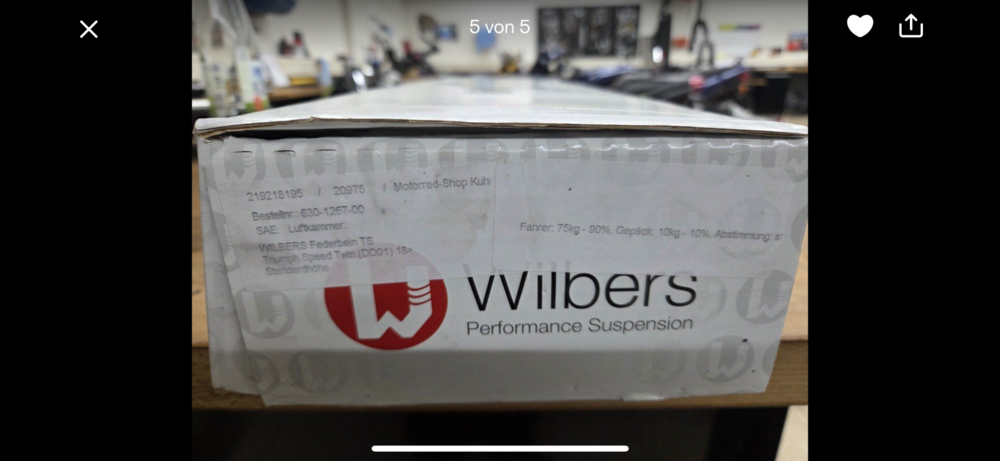 5 von 5
219218195 / 20975 / Motorrad-Shop Kuh
Bestellnr.: 630-1267-00
SAE: Luftkammer:
WILBERS Federbein TS
Triumph Speed Twin (DD01) 18>
Standardhöhe
Fahrer: 75kg - 90%, Gepäck: 10kg - 10%, Abstimmung: s
Wilbers
Performance Suspension